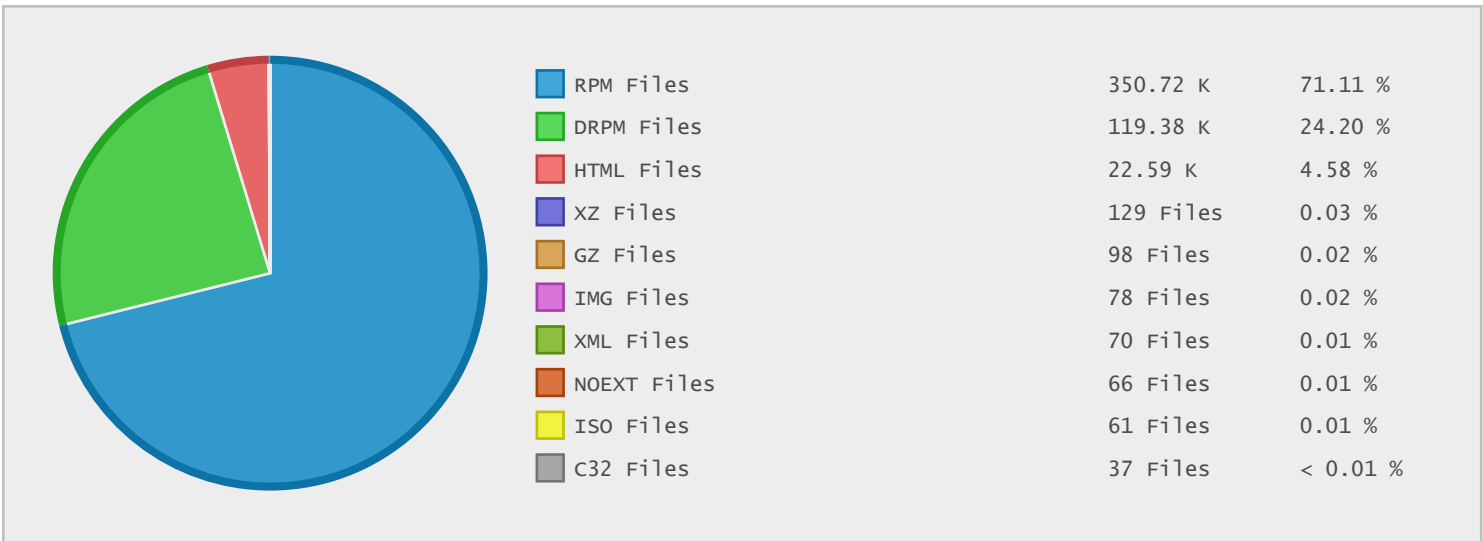 RPM Files 350.72 K 71.11 %
DRPM Files 119.38 K 24.20 %
HTML Files 22.59 K 4.58 %
XZ Files 129 Files 0.03 %
GZ Files 98 Files 0.02 %
IMG Files 78 Files 0.02 %
XML Files 70 Files 0.01 %
NOEXT Files 66 Files 0.01 %
ISO Files 61 Files 0.01 %
C32 Files 37 Files < 0.01 %